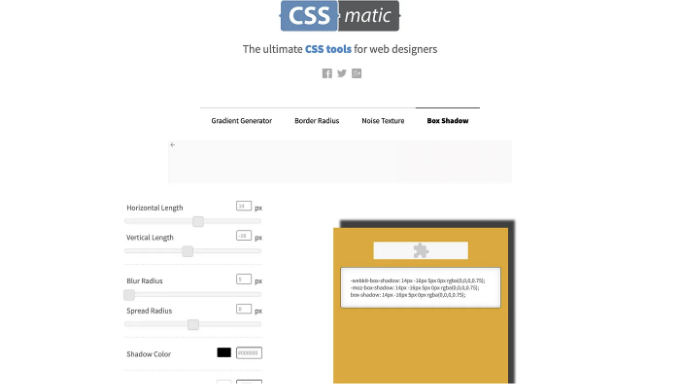 CSS matic
The ultimate CSS tools for web designers
Gradient Generator Border Radius Noise Texture Box Shadow
Horizontal Length 14 px
Vertical Length -16 px
Blur Radius 5 px
Spread Radius 0 px
-webkit-box-shadow: 14px -16px 5px 0px rgba(0,0,0,0.75);
-moz-box-shadow: 14px -16px 5px 0px rgba(0,0,0,0.75);
box-shadow: 14px -16px 5px 0px rgba(0,0,0,0.75);
Shadow Color #000000